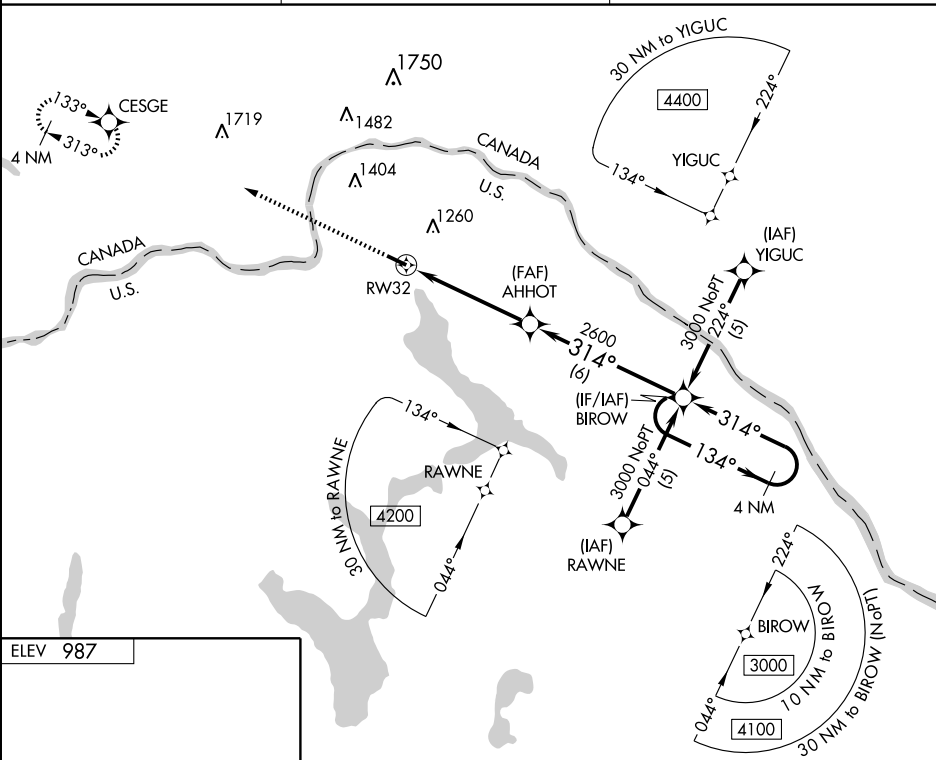 1750
30 NM to YIGUC
4400
224°
133°
CESGE
1719
1482
313°
4 NM
CANADA
U.S.
YIGUC
134°
1404
1260
(IAF)
YIGUC
CANADA
U.S.
RW32
(FAF)
AHHOT
3000 NoPT
224°
(5)
2600
314°
(6)
(IF/IAF)
BIROW
314°
134°
4 NM
134°
30 NM to RAWNE
RAWNE
4200
044°
3000 NoPT
044°
(5)
(IAF)
RAWNE
224°
BIROW
3000
10 NM to BIROW
30 NM to BIROW (NoPT)
044°
4100
ELEV 987